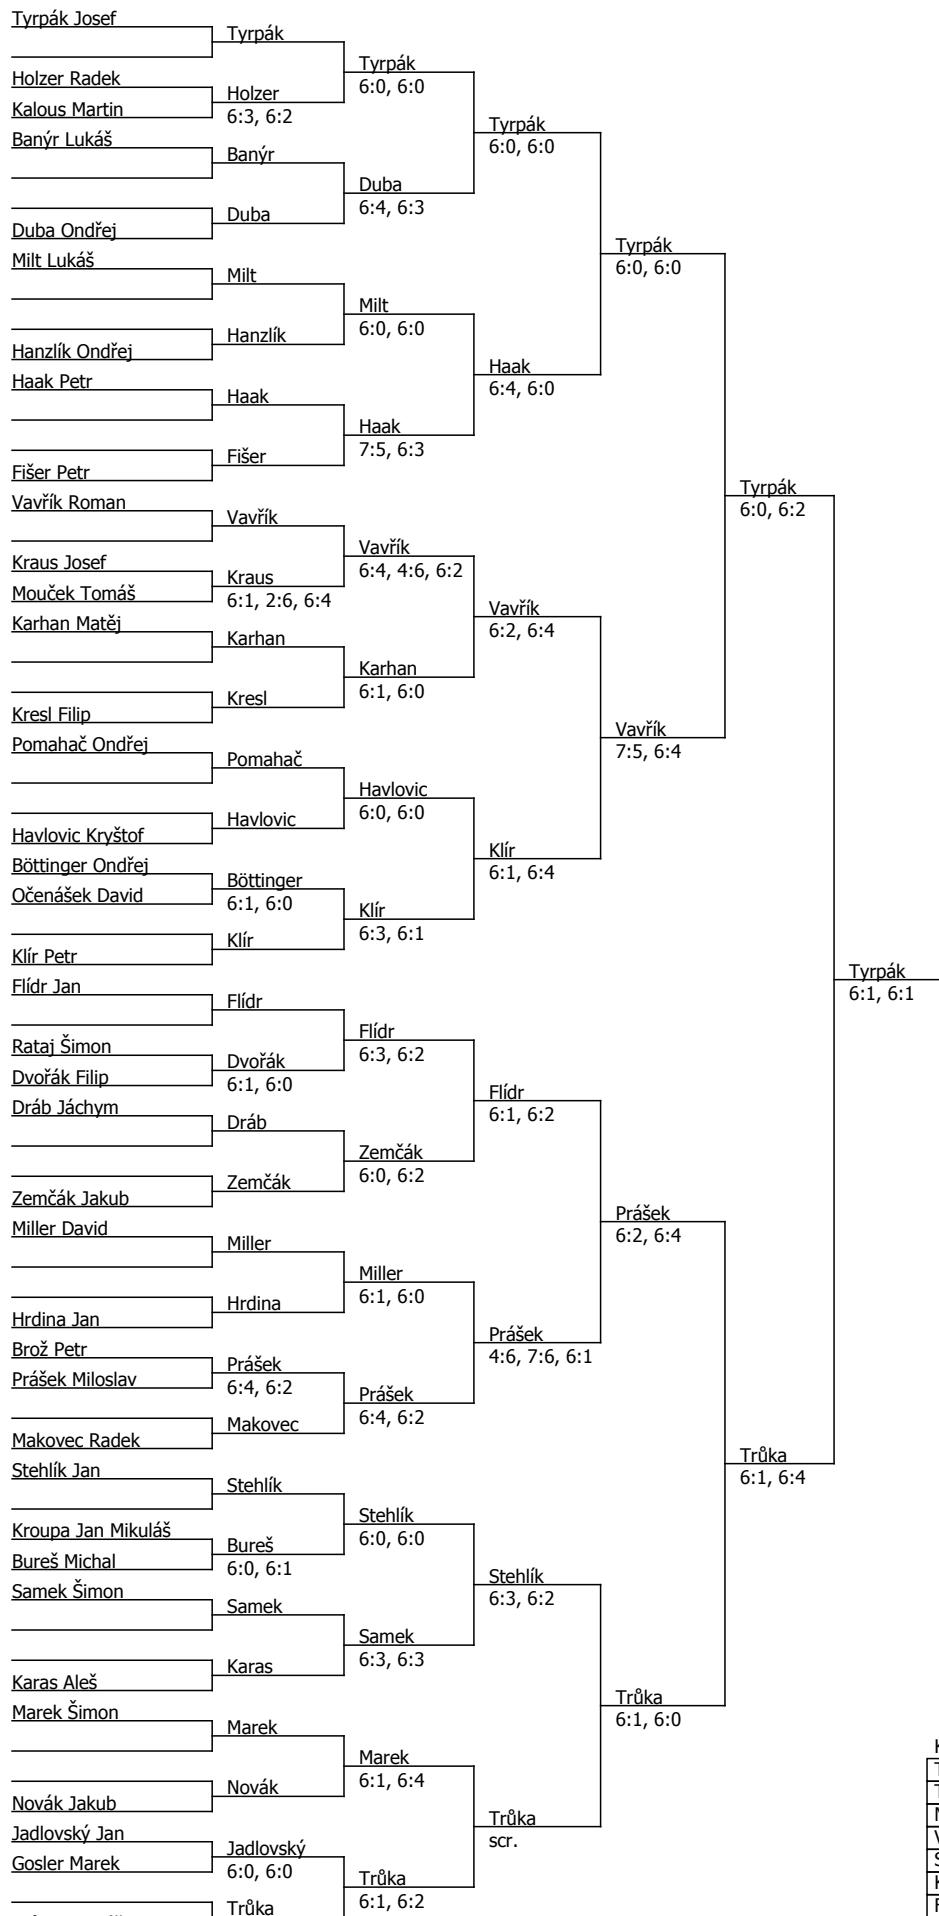 Tyrpák Josef
Tyrpák
Tyrpák
6:0, 6:0
Holzer Radek
Holzer
6:3, 6:2
Kalous Martin
Tyrpák
6:0, 6:0
Banýr Lukáš
Banýr
Duba
6:4, 6:3
Duba
Duba Ondřej
Tyrpák
6:0, 6:0
Milt Lukáš
Milt
Milt
6:0, 6:0
Hanzlík
Hanzlík Ondřej
Haak
6:4, 6:0
Haak Petr
Haak
Haak
7:5, 6:3
Fišer
Fišer Petr
Tyrpák
6:0, 6:2
Vavřík Roman
Vavřík
Vavřík
6:4, 4:6, 6:2
Kraus Josef
Kraus
6:1, 2:6, 6:4
Mouček Tomáš
Vavřík
6:2, 6:4
Karhan Matěj
Karhan
Karhan
6:1, 6:0
Kresl
Kresl Filip
Vavřík
7:5, 6:4
Pomahač Ondřej
Pomahač
Havlovic
6:0, 6:0
Havlovic
Havlovic Kryštof
Klír
6:1, 6:4
Böttinger Ondřej
Böttinger
6:1, 6:0
Očenášek David
Klír
6:3, 6:1
Klír
Klír Petr
Tyrpák
6:1, 6:1
Flídr Jan
Flídr
Flídr
6:3, 6:2
Rataj Šimon
Dvořák
6:1, 6:0
Dvořák Filip
Flídr
6:1, 6:2
Dráb Jáchym
Dráb
Zemčák
6:0, 6:2
Zemčák
Zemčák Jakub
Prášek
6:2, 6:4
Miller David
Miller
Miller
6:1, 6:0
Hrdina
Hrdina Jan
Prášek
4:6, 7:6, 6:1
Brož Petr
Prášek
6:4, 6:2
Prášek Miloslav
Prášek
6:4, 6:2
Makovec
Makovec Radek
Trůka
6:1, 6:4
Stehlík Jan
Stehlík
Stehlík
6:0, 6:0
Kroupa Jan Mikuláš
Bureš
6:0, 6:1
Bureš Michal
Stehlík
6:3, 6:2
Samek Šimon
Samek
Samek
6:3, 6:3
Karas
Karas Aleš
Trůka
6:1, 6:0
Marek Šimon
Marek
Marek
6:1, 6:4
Novák
Novák Jakub
Trůka
scr.
Jadlovský Jan
Jadlovský
6:0, 6:0
Gosler Marek
Trůka
6:1, 6:2
Trůka